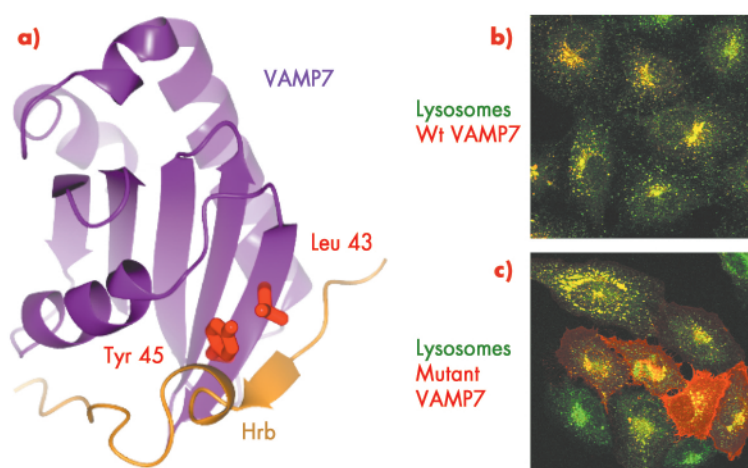 a)
VAMP7
Leu 43
Tyr 45
Hrb
b)
Lysosomes
Wt VAMP7
c)
Lysosomes
Mutant
VAMP7